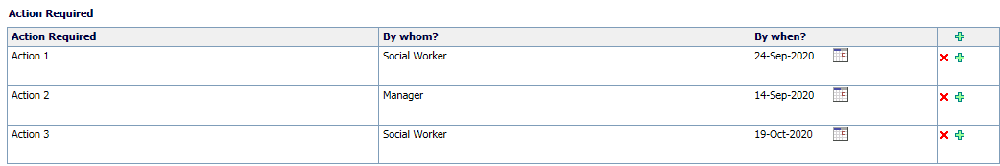 Action Required
Action Required By whom? By when?
Action 1 Social Worker 24-Sep-2020
Action 2 Manager 14-Sep-2020
Action 3 Social Worker 19-Oct-2020